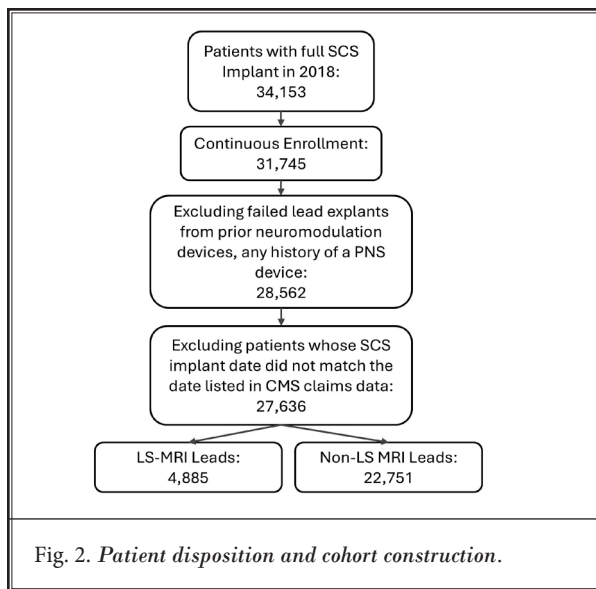 Patients with full SCS
Implant in 2018:
34,153
Continuous Enrollment:
31,745
Excluding failed lead explants
from prior neuromodulation
devices, any history of a PNS
device:
28,562
Excluding patients whose SCS
implant date did not match the
date listed in CMS claims data:
27,636
LS-MRI Leads:
4,885
Non-LS MRI Leads:
22,751
Fig. 2. Patient disposition and cohort construction.